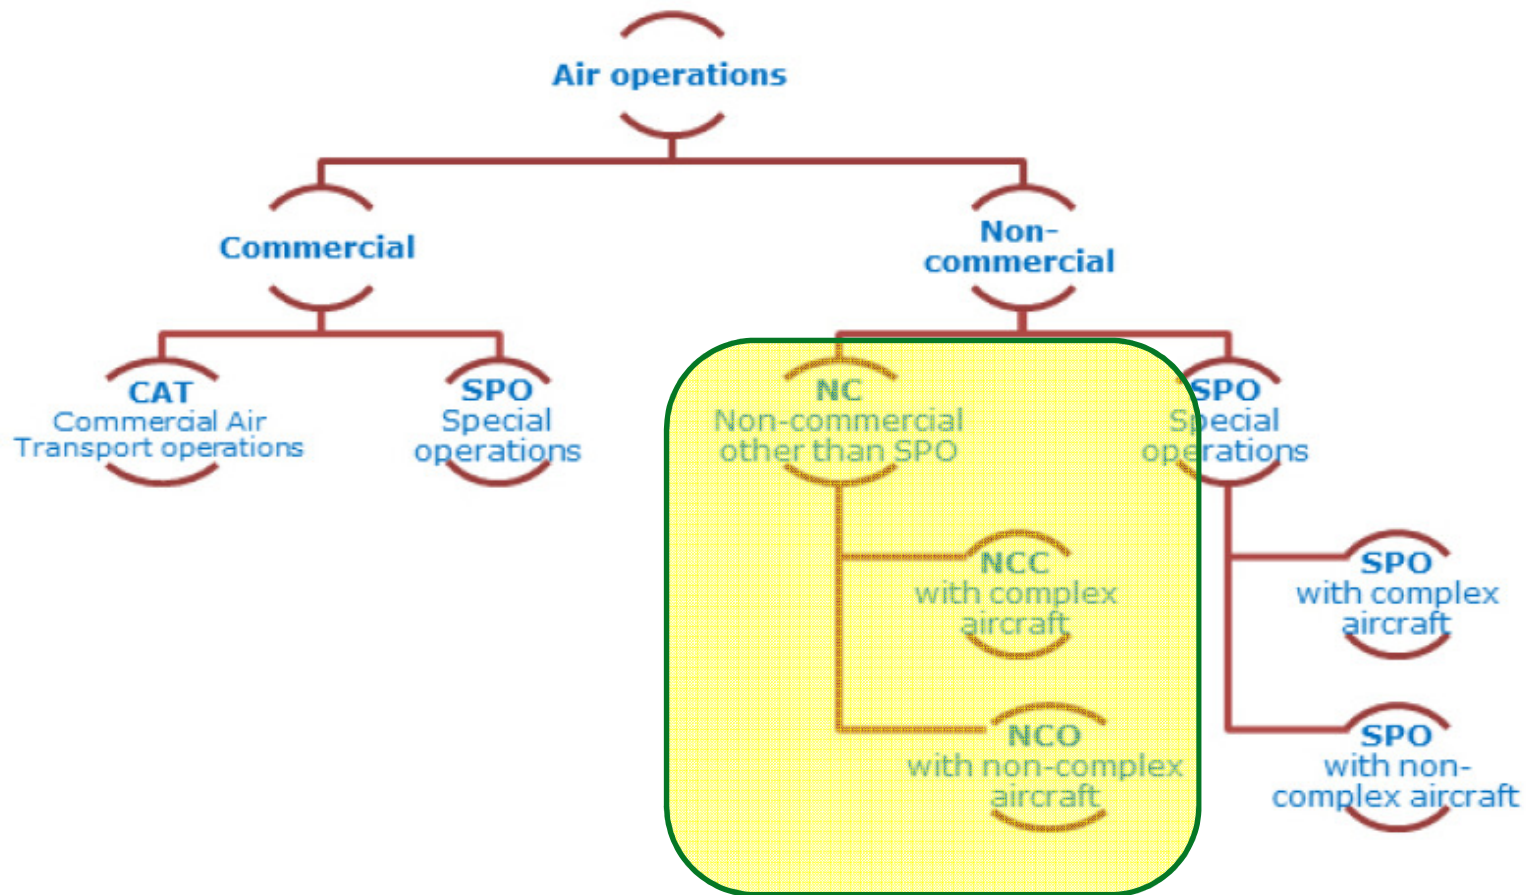 Air operations
Commercial
Non-
commercial
CAT
Commercial Air
Transport operations
SPO
Special
operations
NC
Non-commercial
other than SPO
SPO
Special
operations
NCC
with complex
aircraft
SPO
with complex
aircraft
NCO
with non-complex
aircraft
SPO
with non-
complex aircraft